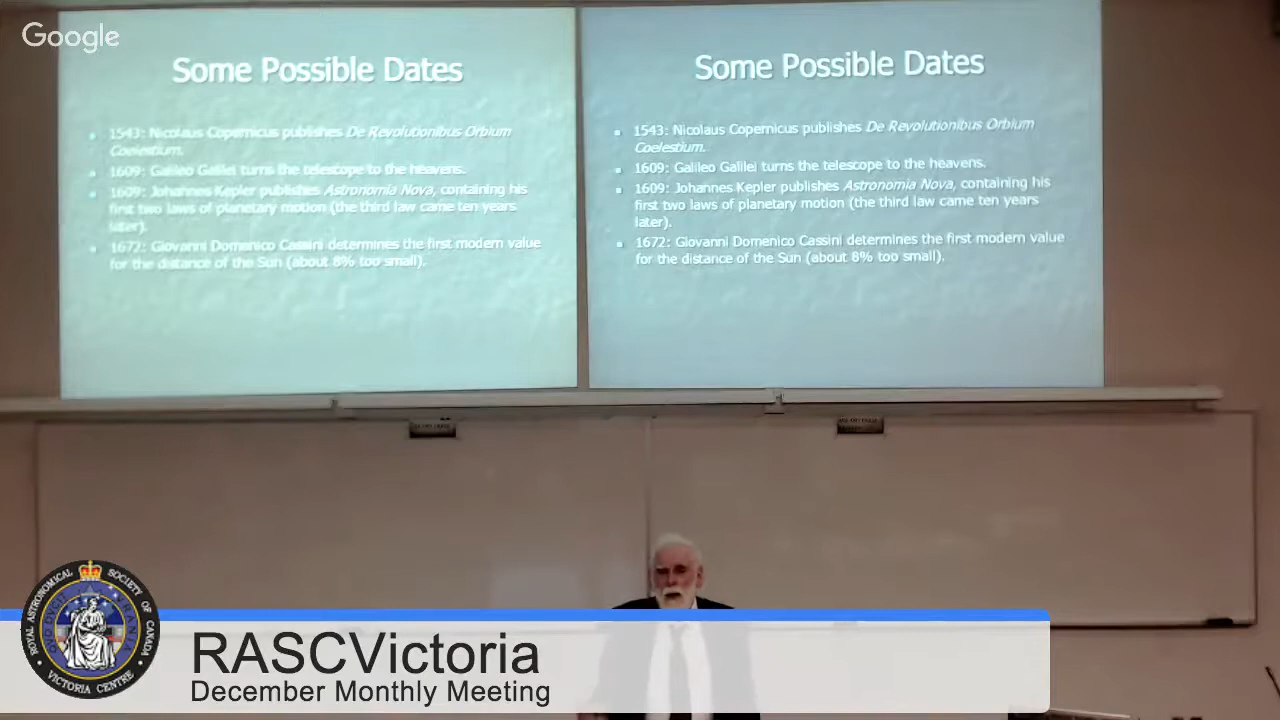 Google
Some Possible Dates
1543: Nicolaus Copernicus publishes De Revolutionibus Orbium
Coelestium.
1609: Galileo Galilei turns the telescope to the heavens.
1609: Johannes Kepler publishes Astronomia Nova, containing his
first two laws of planetary motion (the third law came ten years
later).
1672: Giovanni Domenico Cassini determines the first modern value
for the distance of the Sun (about 8% too small).
Some Possible Dates
1543: Nicolaus Copernicus publishes De Revolutionibus Orbium
Coelestium.
1609: Galileo Galilei turns the telescope to the heavens.
1609: Johannes Kepler publishes Astronomia Nova, containing his
first two laws of planetary motion (the third law came ten years
later).
1672: Giovanni Domenico Cassini determines the first modern value
for the distance of the Sun (about 8% too small).
ROYAL ASTRONOMICAL SOCIETY OF CANADA
VICTORIA CENTRE
RASCVictoria
December Monthly Meeting